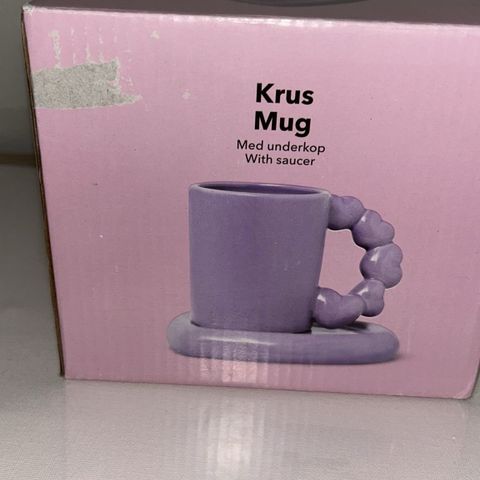 Krus
Mug
Med underkop
With saucer